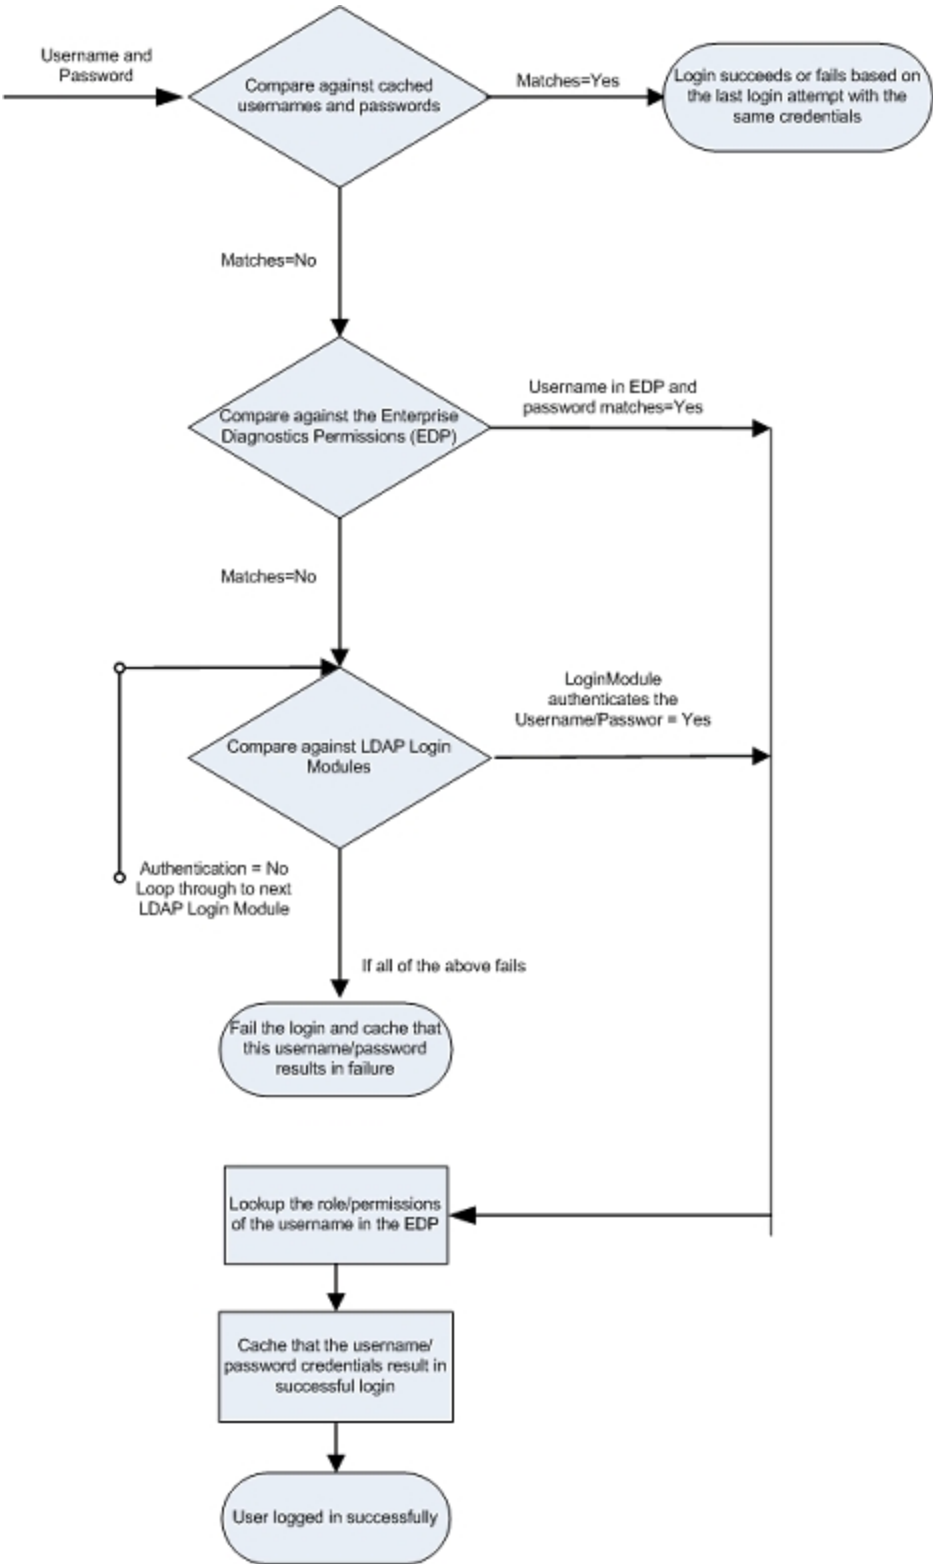 Username and
Password
Compare against cached
usernames and passwords
Matches=Yes
Login succeeds or fails based on
the last login attempt with the
same credentials
Matches=No
Compare against the Enterprise
Diagnostics Permissions (EDP)
Username in EDP and
password matches=Yes
Matches=No
Compare against LDAP Login
Modules
LoginModule
authenticates the
Username/Passwor = Yes
Authentication = No
Loop through to next
LDAP Login Module
If all of the above fails
Fail the login and cache that
this username/password
results in failure
Lookup the role/permissions
of the username in the EDP
Cache that the username/
password credentials result in
successful login
User logged in successfully